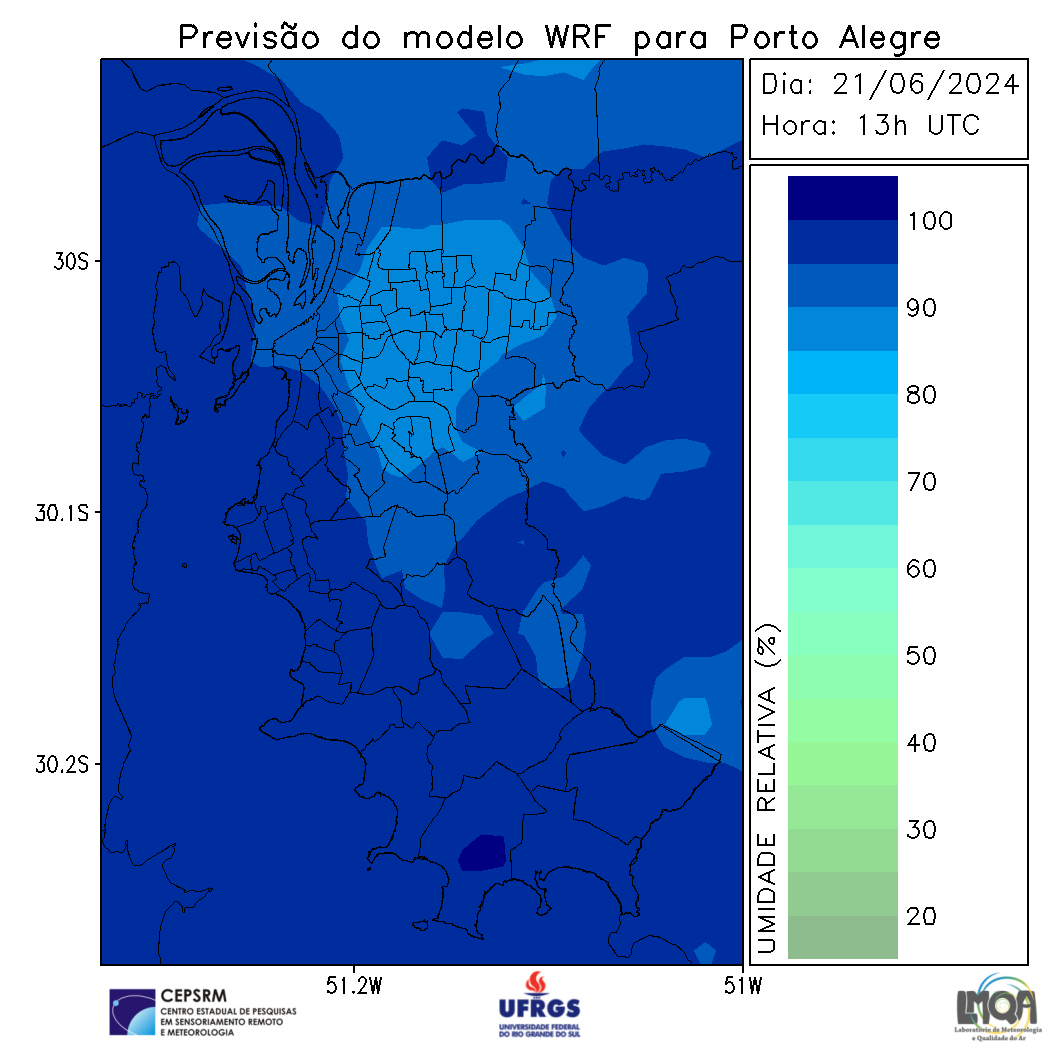 Previsão do modelo WRF para Porto Alegre
Dia: 21/06/2024
Hora: 13h UTC
100
90
80
70
60
50
40
30
20
UMIDADE RELATIVA (%)
30S
30.1S
30.2S
51.2W
51W
CEPSRM
CENTRO ESTADUAL DE PESQUISAS
EM SENSORIAMENTO REMOTO
E METEOROLOGIA
UFRGS
UNIVERSIDADE FEDERAL
DO RIO GRANDE DO SUL
LMQA
Laboratório de Meteorologia
e Qualidade do Ar